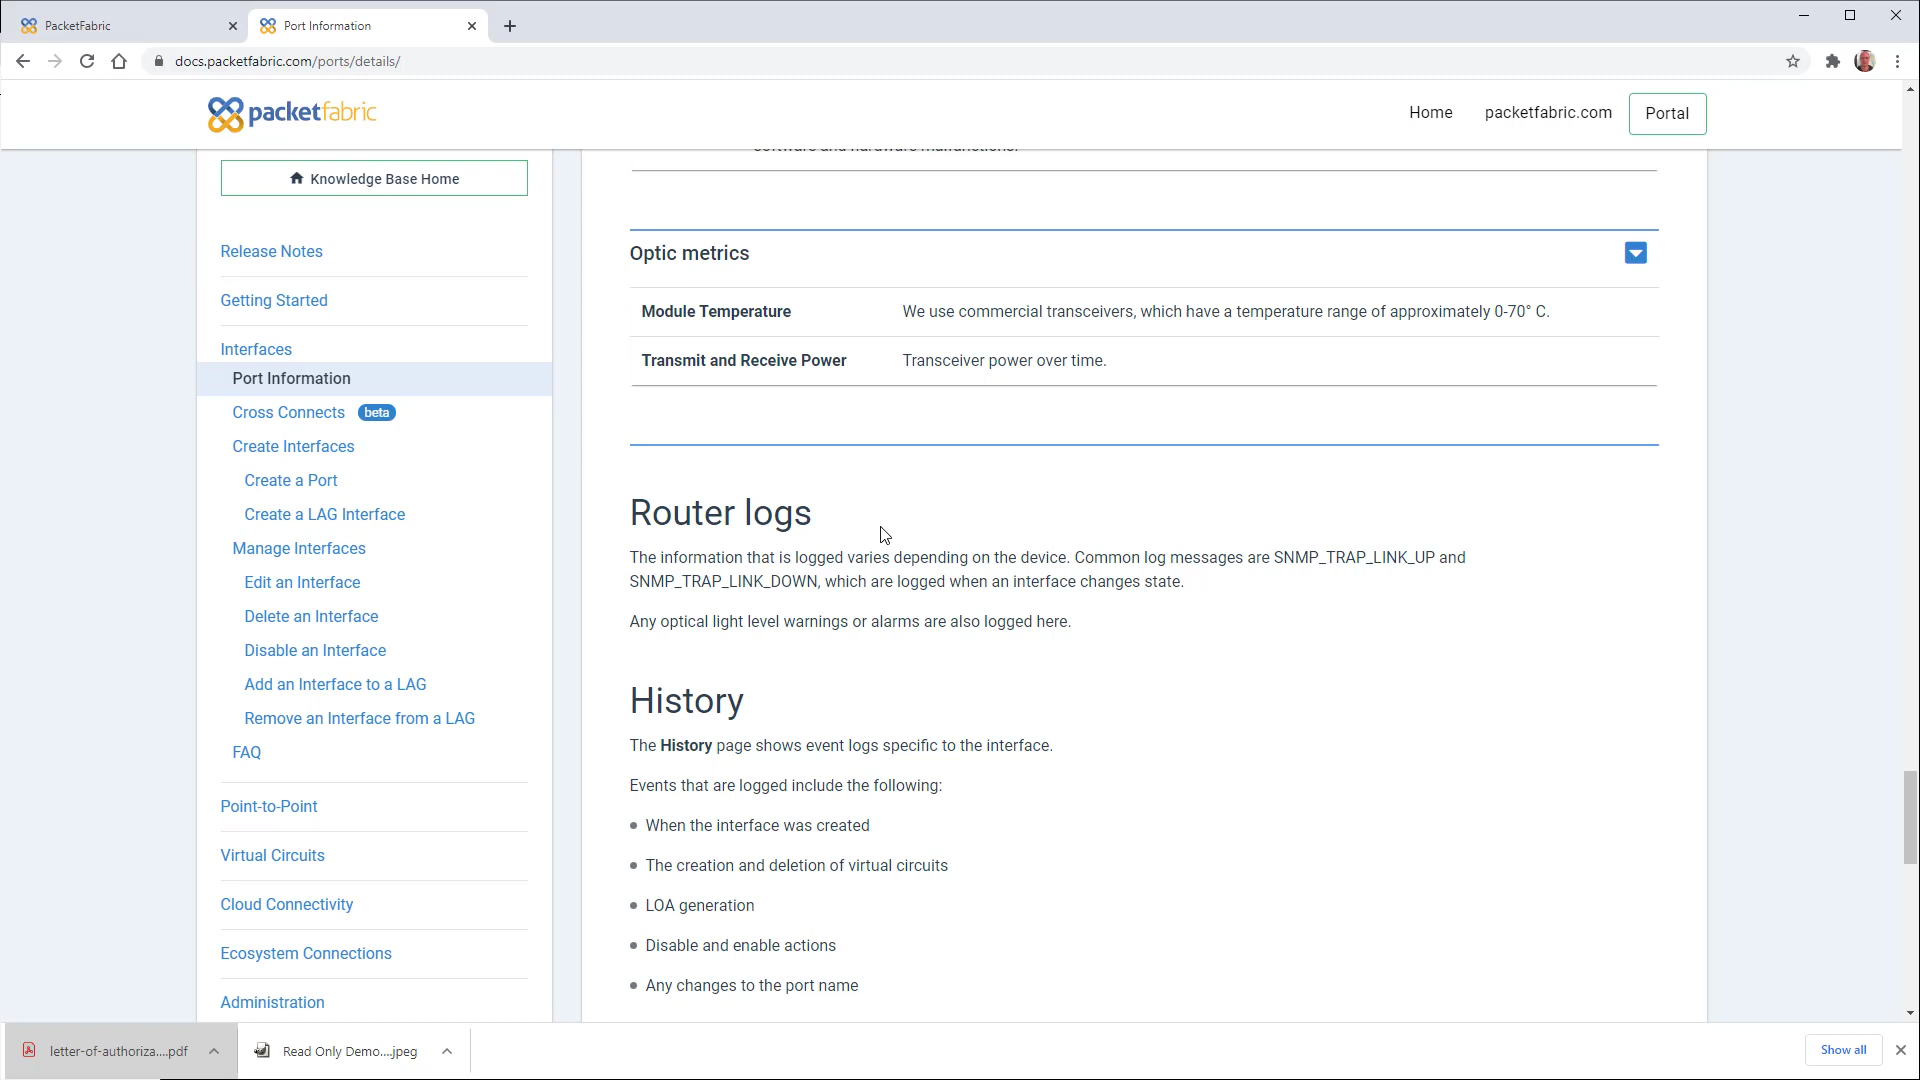 PacketFabric
Port Information
docs.packetfabric.com/ports/details/
packetfabric
Home
packetfabric.com
Portal
Knowledge Base Home
Release Notes
Getting Started
Interfaces
Port Information
Cross Connects beta
Create Interfaces
Create a Port
Create a LAG Interface
Manage Interfaces
Edit an Interface
Delete an Interface
Disable an Interface
Add an Interface to a LAG
Remove an Interface from a LAG
FAQ
Point-to-Point
Virtual Circuits
Cloud Connectivity
Ecosystem Connections
Administration
software and hardware malfunctions.
Optic metrics
Module Temperature We use commercial transceivers, which have a temperature range of approximately 0-70° C.
Transmit and Receive Power Transceiver power over time.
Router logs
The information that is logged varies depending on the device. Common log messages are SNMP_TRAP_LINK_UP and
SNMP_TRAP_LINK_DOWN, which are logged when an interface changes state.
Any optical light level warnings or alarms are also logged here.
History
The History page shows event logs specific to the interface.
Events that are logged include the following:
When the interface was created
The creation and deletion of virtual circuits
LOA generation
Disable and enable actions
Any changes to the port name
letter-of-authoriza....pdf
Read Only Demo....jpeg
Show all